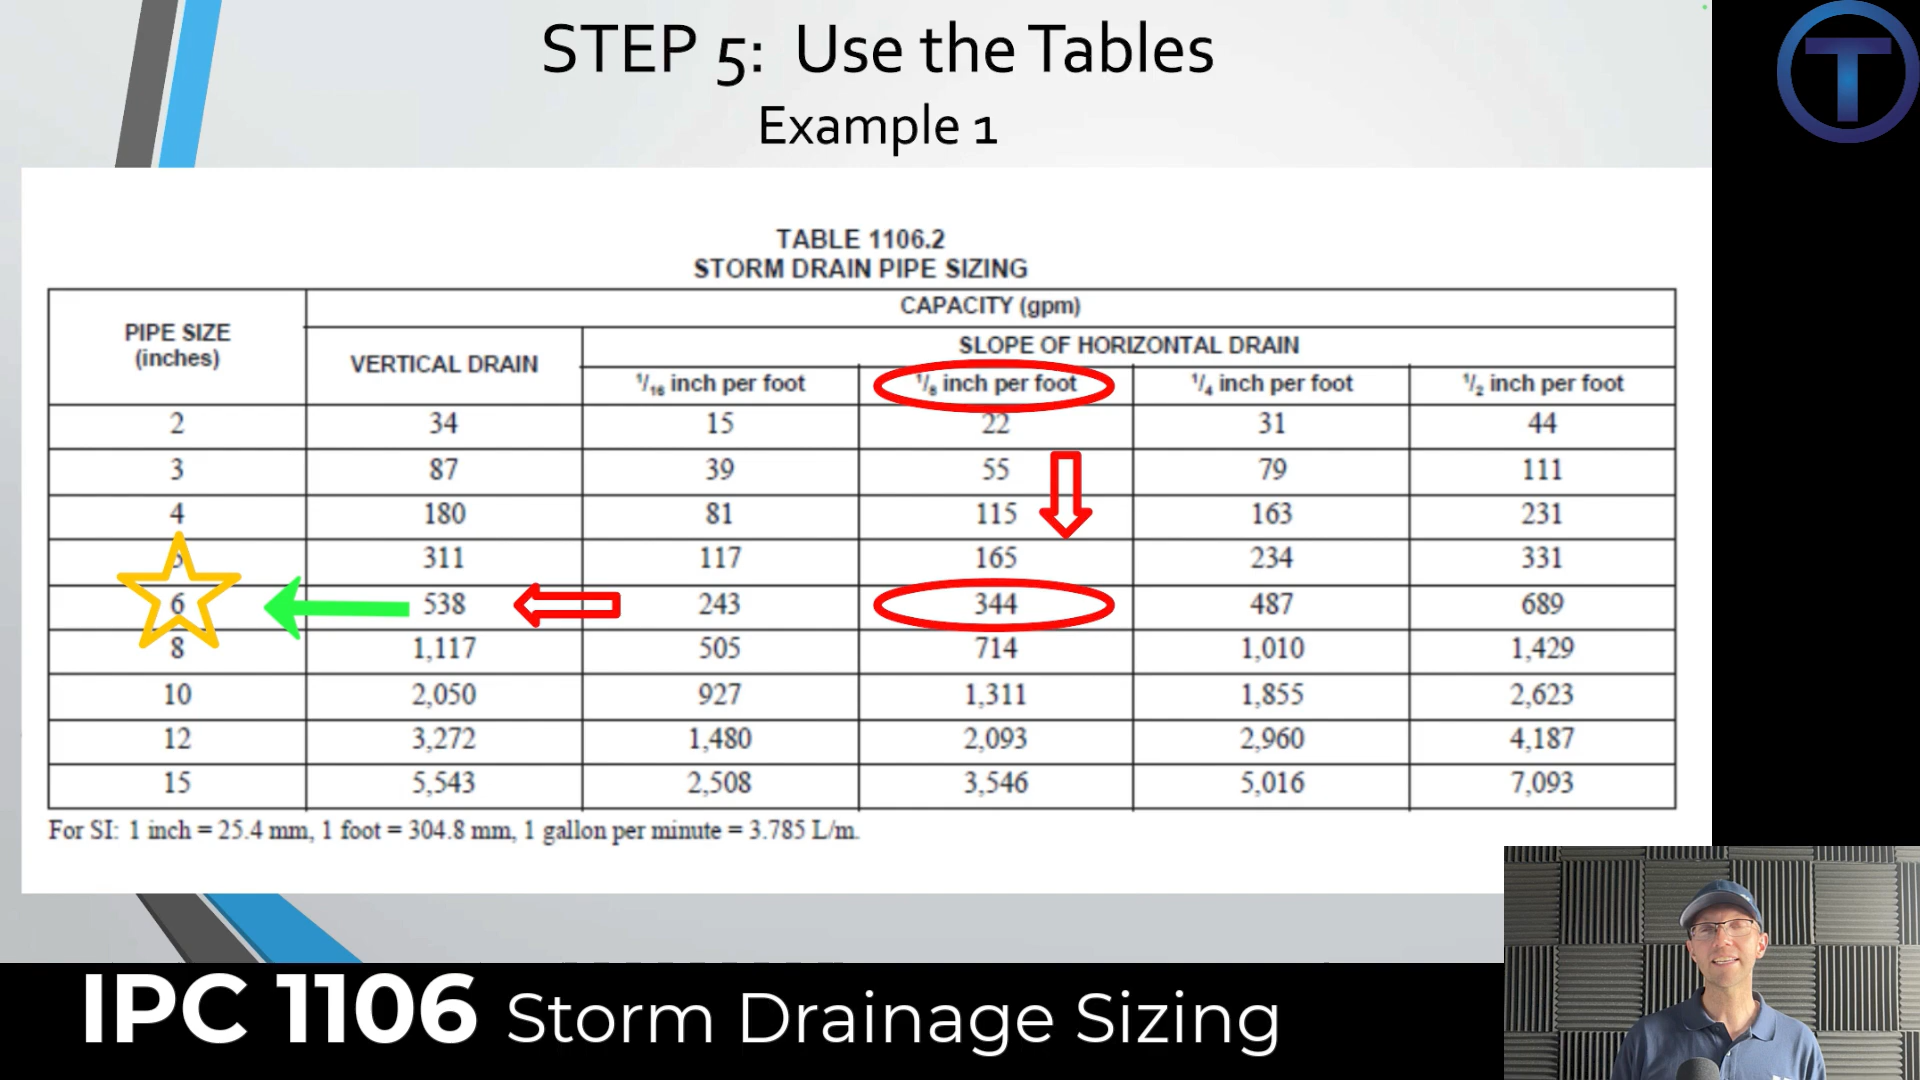 STEP 5: Use the Tables
Example 1
T
TABLE 1106.2
STORM DRAIN PIPE SIZING
PIPE SIZE (inches) CAPACITY (gpm)
VERTICAL DRAIN SLOPE OF HORIZONTAL DRAIN
1/16 inch per foot 1/8 inch per foot 1/4 inch per foot 1/2 inch per foot
2 34 15 22 31 44
3 87 39 55 79 111
4 180 81 115 163 231
5 311 117 165 234 331
6 538 243 344 487 689
8 1,117 505 714 1,010 1,429
10 2,050 927 1,311 1,855 2,623
12 3,272 1,480 2,093 2,960 4,187
15 5,543 2,508 3,546 5,016 7,093
For SI: 1 inch = 25.4 mm, 1 foot = 304.8 mm, 1 gallon per minute = 3.785 L/m.
IPC 1106 Storm Drainage Sizing